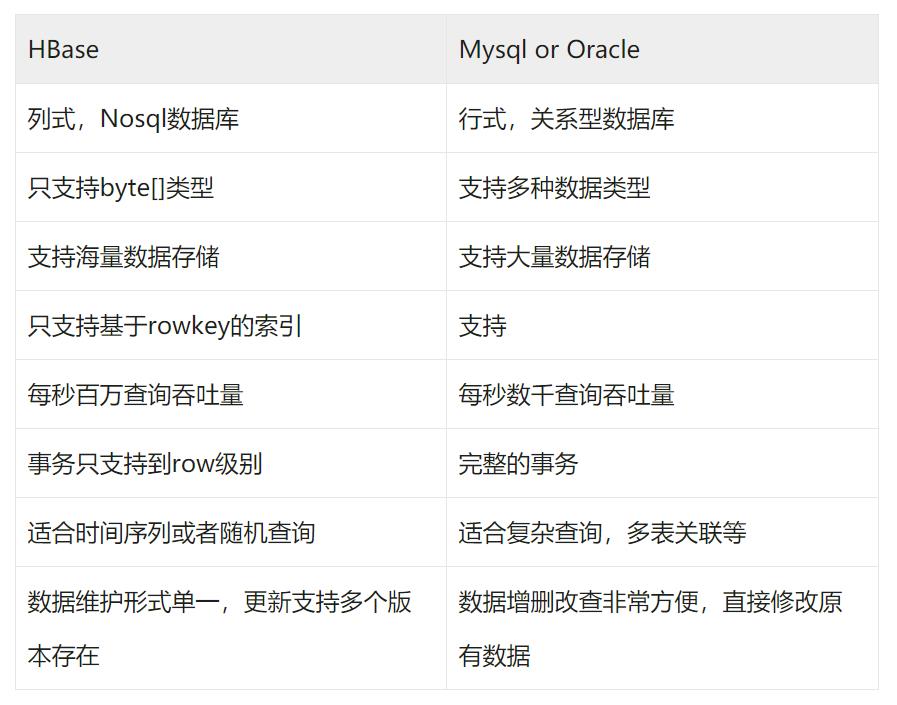 HBase
Mysql or Oracle
列式，Nosql数据库
行式，关系型数据库
只支持byte[]类型
支持多种数据类型
支持海量数据存储
支持大量数据存储
只支持基于rowkey的索引
支持
每秒百万查询吞吐量
每秒数千查询吞吐量
事务只支持到row级别
完整的事务
适合时间序列或者随机查询
适合复杂查询，多表关联等
数据维护形式单一，更新支持多个版
本存在
数据增删改查非常方便，直接修改原
有数据